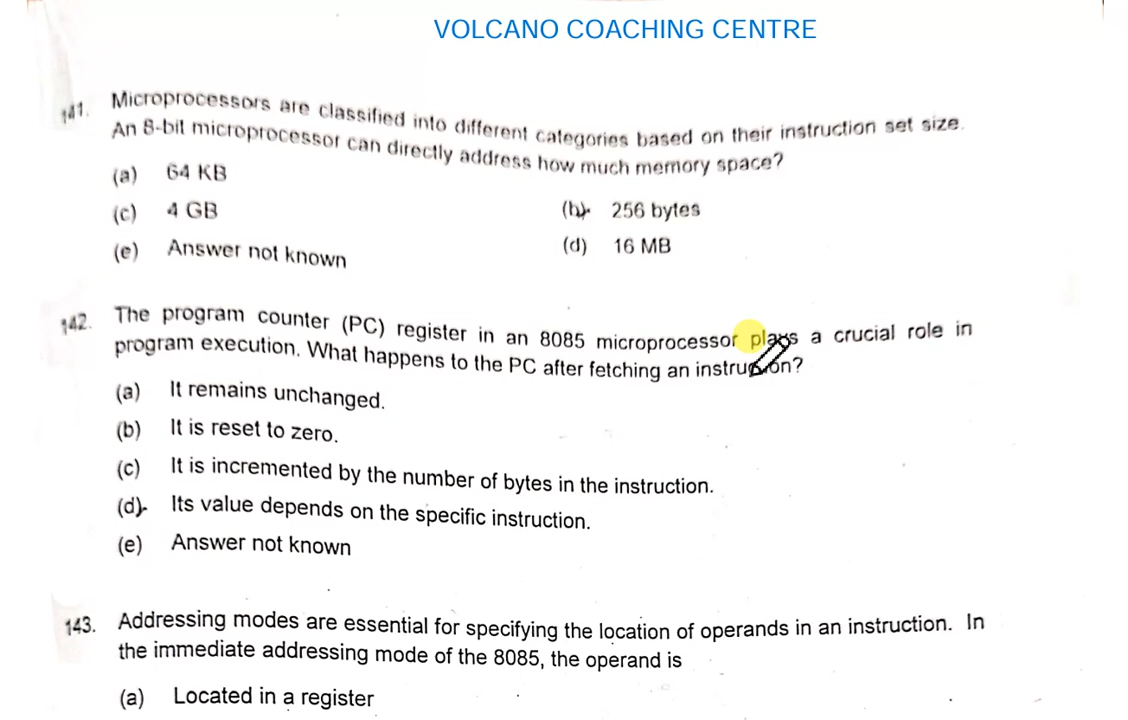 VOLCANO COACHING CENTRE
141. Microprocessors are classified into different categories based on their instruction set size.
An 8-bit microprocessor can directly address how much memory space?
(a) 64 KB
(b) 256 bytes
(c) 4 GB
(d) 16 MB
(e) Answer not known
142. The program counter (PC) register in an 8085 microprocessor plays a crucial role in
program execution. What happens to the PC after fetching an instruction?
(a) It remains unchanged.
(b) It is reset to zero.
(c) It is incremented by the number of bytes in the instruction.
(d) Its value depends on the specific instruction.
(e) Answer not known
143. Addressing modes are essential for specifying the location of operands in an instruction. In
the immediate addressing mode of the 8085, the operand is
(a) Located in a register